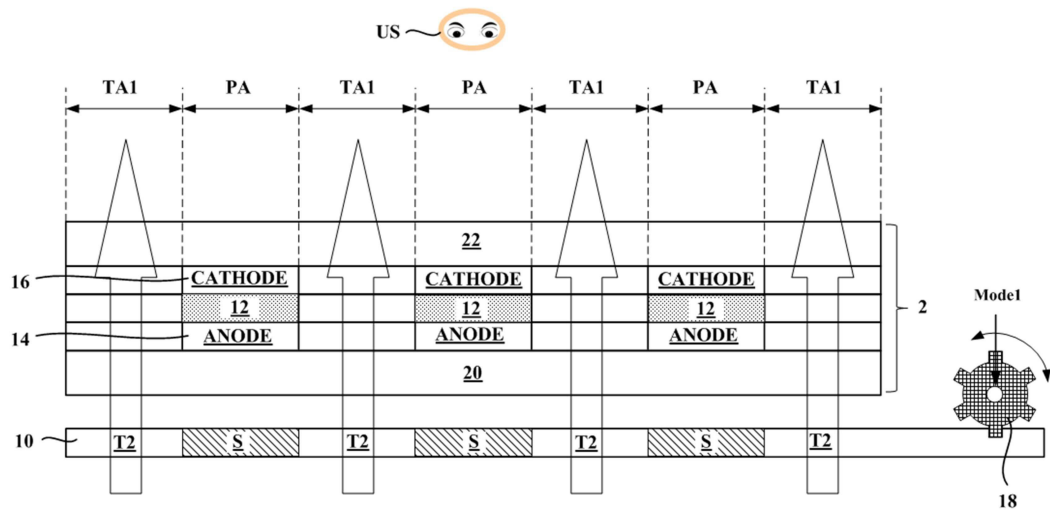 US
TA1 PA TA1 PA TA1 PA TA1
22
16 CATHODE CATHODE CATHODE
12 12 12 2 Mode1
14 ANODE ANODE ANODE
20
10 T2 S T2 S T2 S T2
18